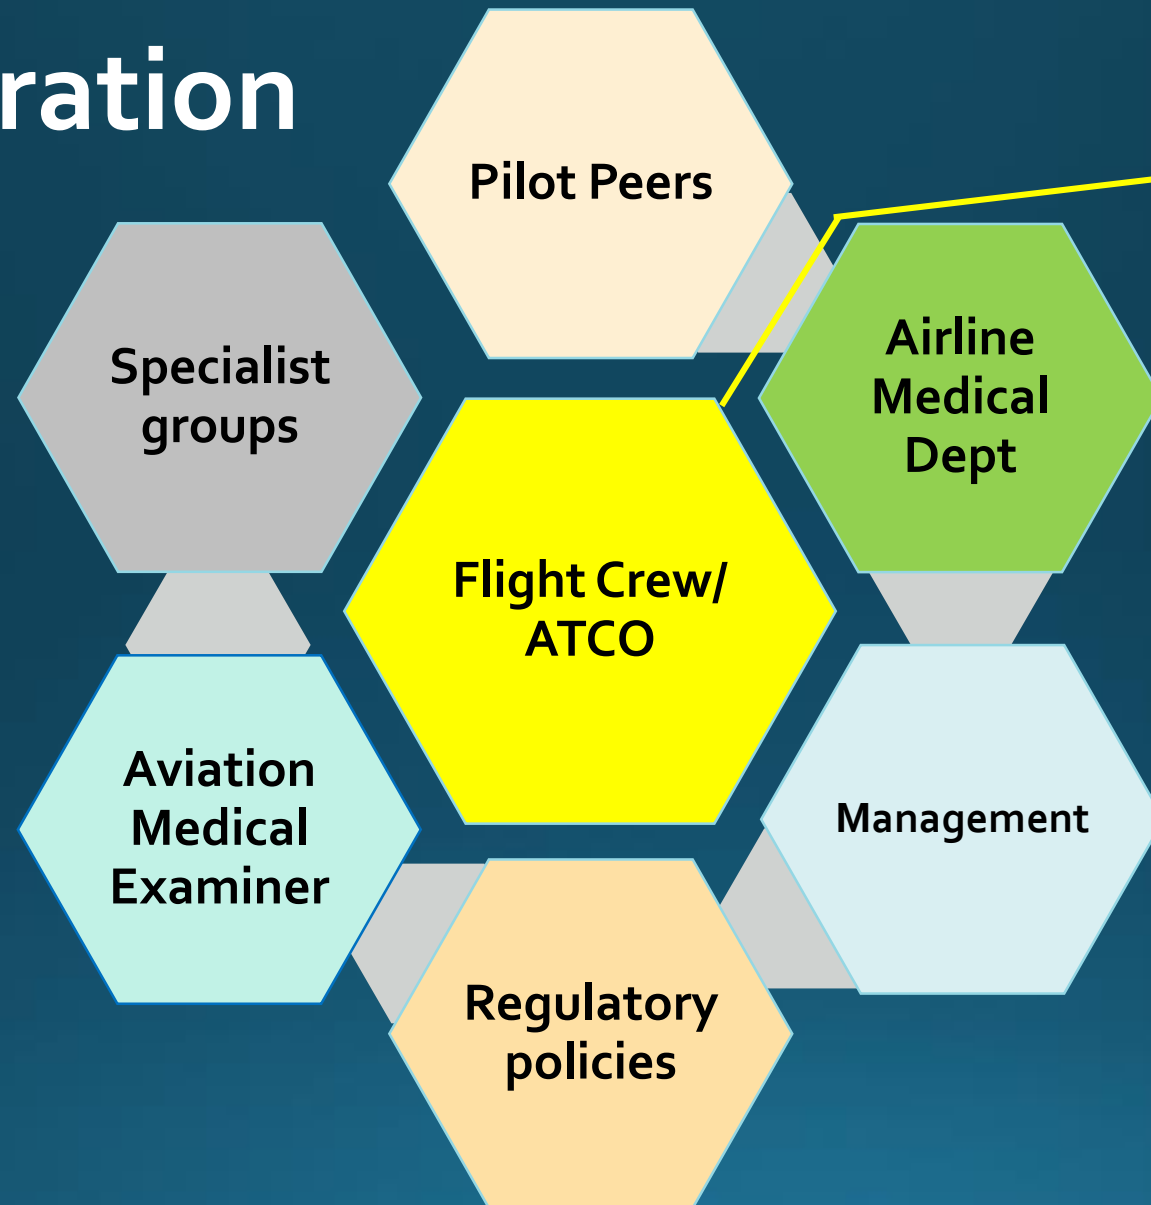 ration
Pilot Peers
Specialist
groups
Airline
Medical
Dept
Flight Crew/
ATCO
Aviation
Medical
Examiner
Management
Regulatory
policies